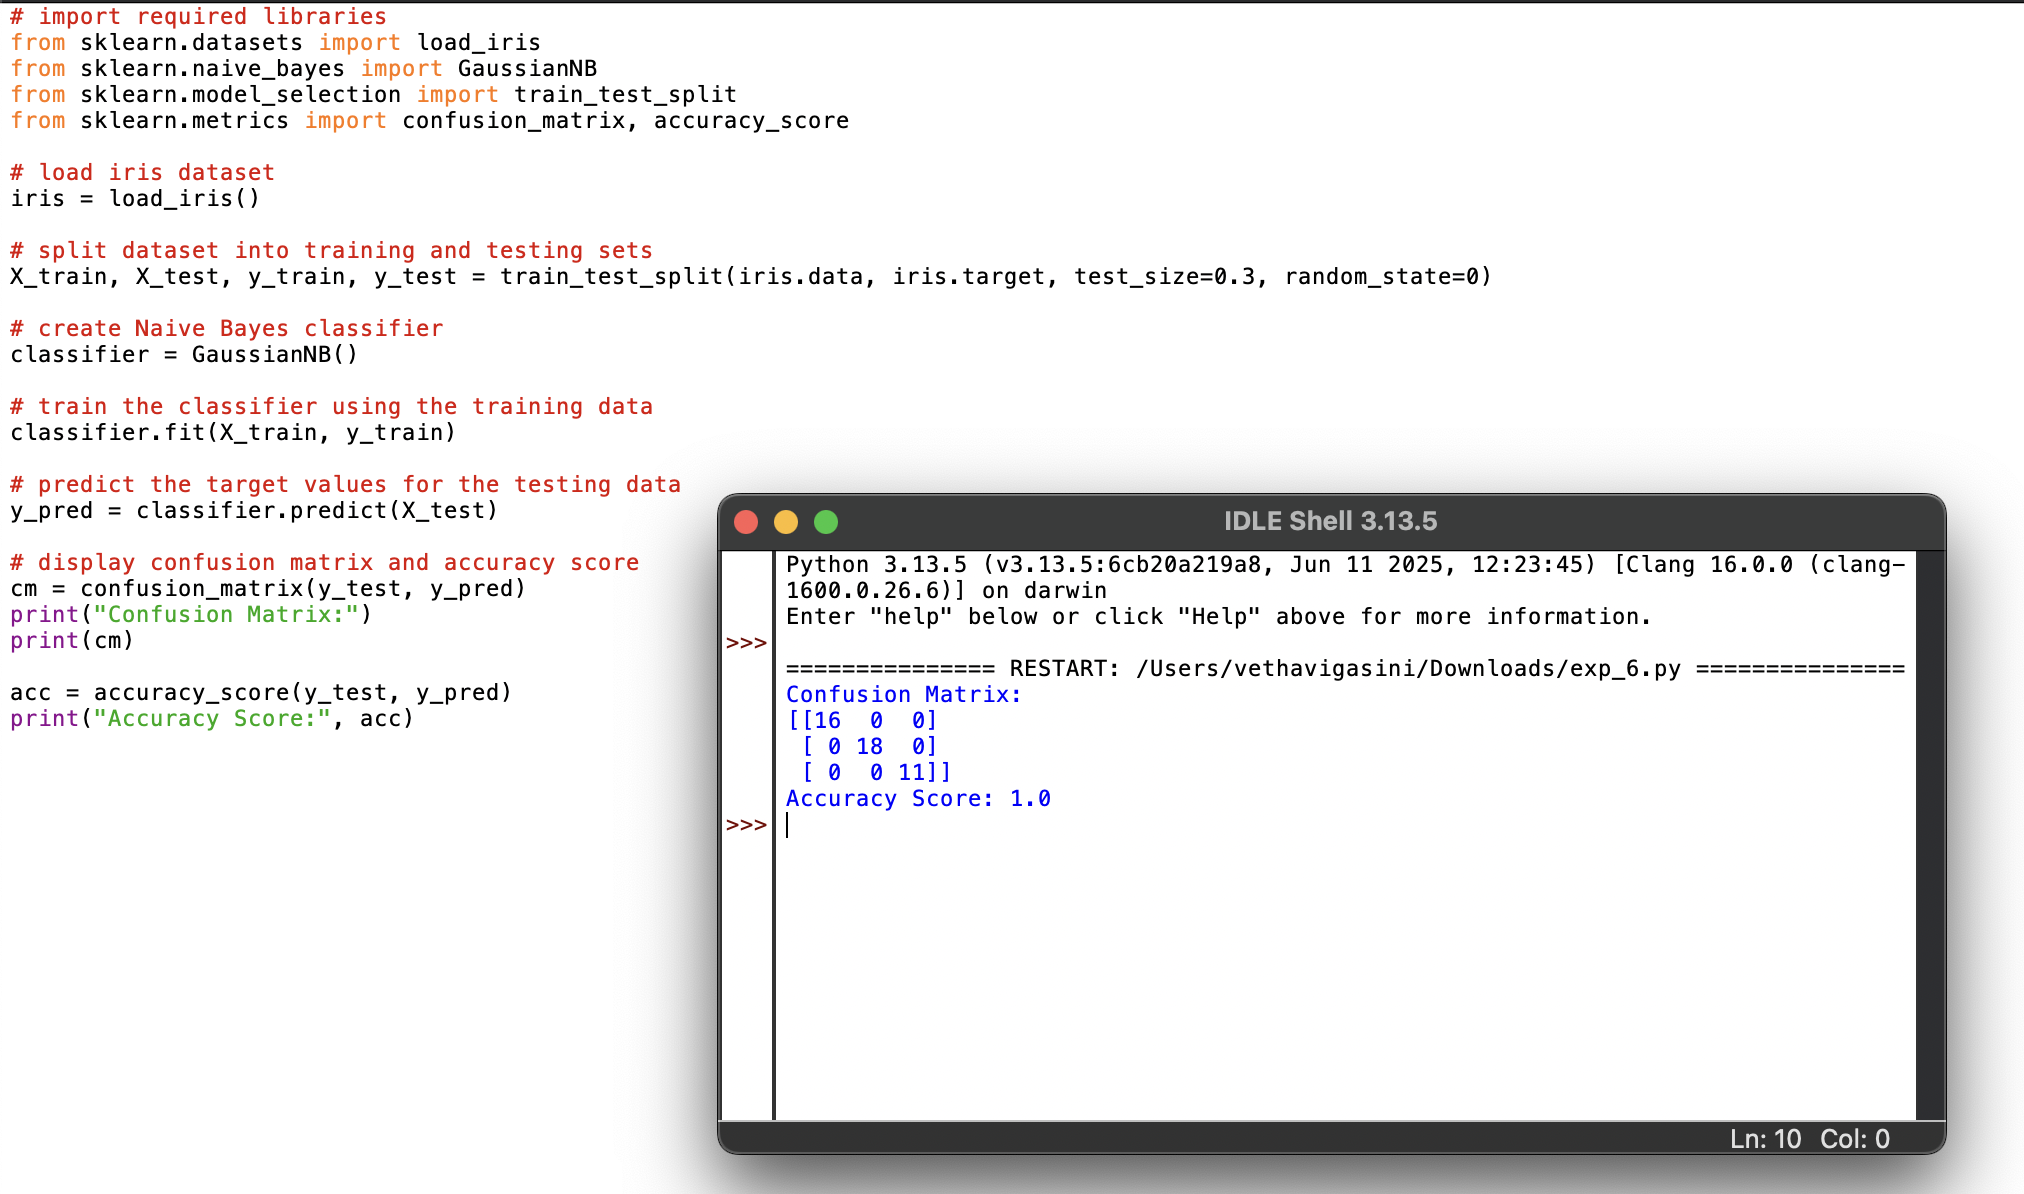 # import required libraries
from sklearn.datasets import load_iris
from sklearn.naive_bayes import GaussianNB
from sklearn.model_selection import train_test_split
from sklearn.metrics import confusion_matrix, accuracy_score

# load iris dataset
iris = load_iris()

# split dataset into training and testing sets
X_train, X_test, y_train, y_test = train_test_split(iris.data, iris.target, test_size=0.3, random_state=0)

# create Naive Bayes classifier
classifier = GaussianNB()

# train the classifier using the training data
classifier.fit(X_train, y_train)

# predict the target values for the testing data
y_pred = classifier.predict(X_test)

# display confusion matrix and accuracy score
cm = confusion_matrix(y_test, y_pred)
print("Confusion Matrix:")
print(cm)

acc = accuracy_score(y_test, y_pred)
print("Accuracy Score:", acc)

IDLE Shell 3.13.5
Python 3.13.5 (v3.13.5:6cb20a219a8, Jun 11 2025, 12:23:45) [Clang 16.0.0 (clang-
1600.0.26.6)] on darwin
Enter "help" below or click "Help" above for more information.
>>>
=============== RESTART: /Users/vethavigasini/Downloads/exp_6.py ===============
Confusion Matrix:
[[16  0  0]
 [ 0 18  0]
 [ 0  0 11]]
Accuracy Score: 1.0
>>>
Ln: 10 Col: 0